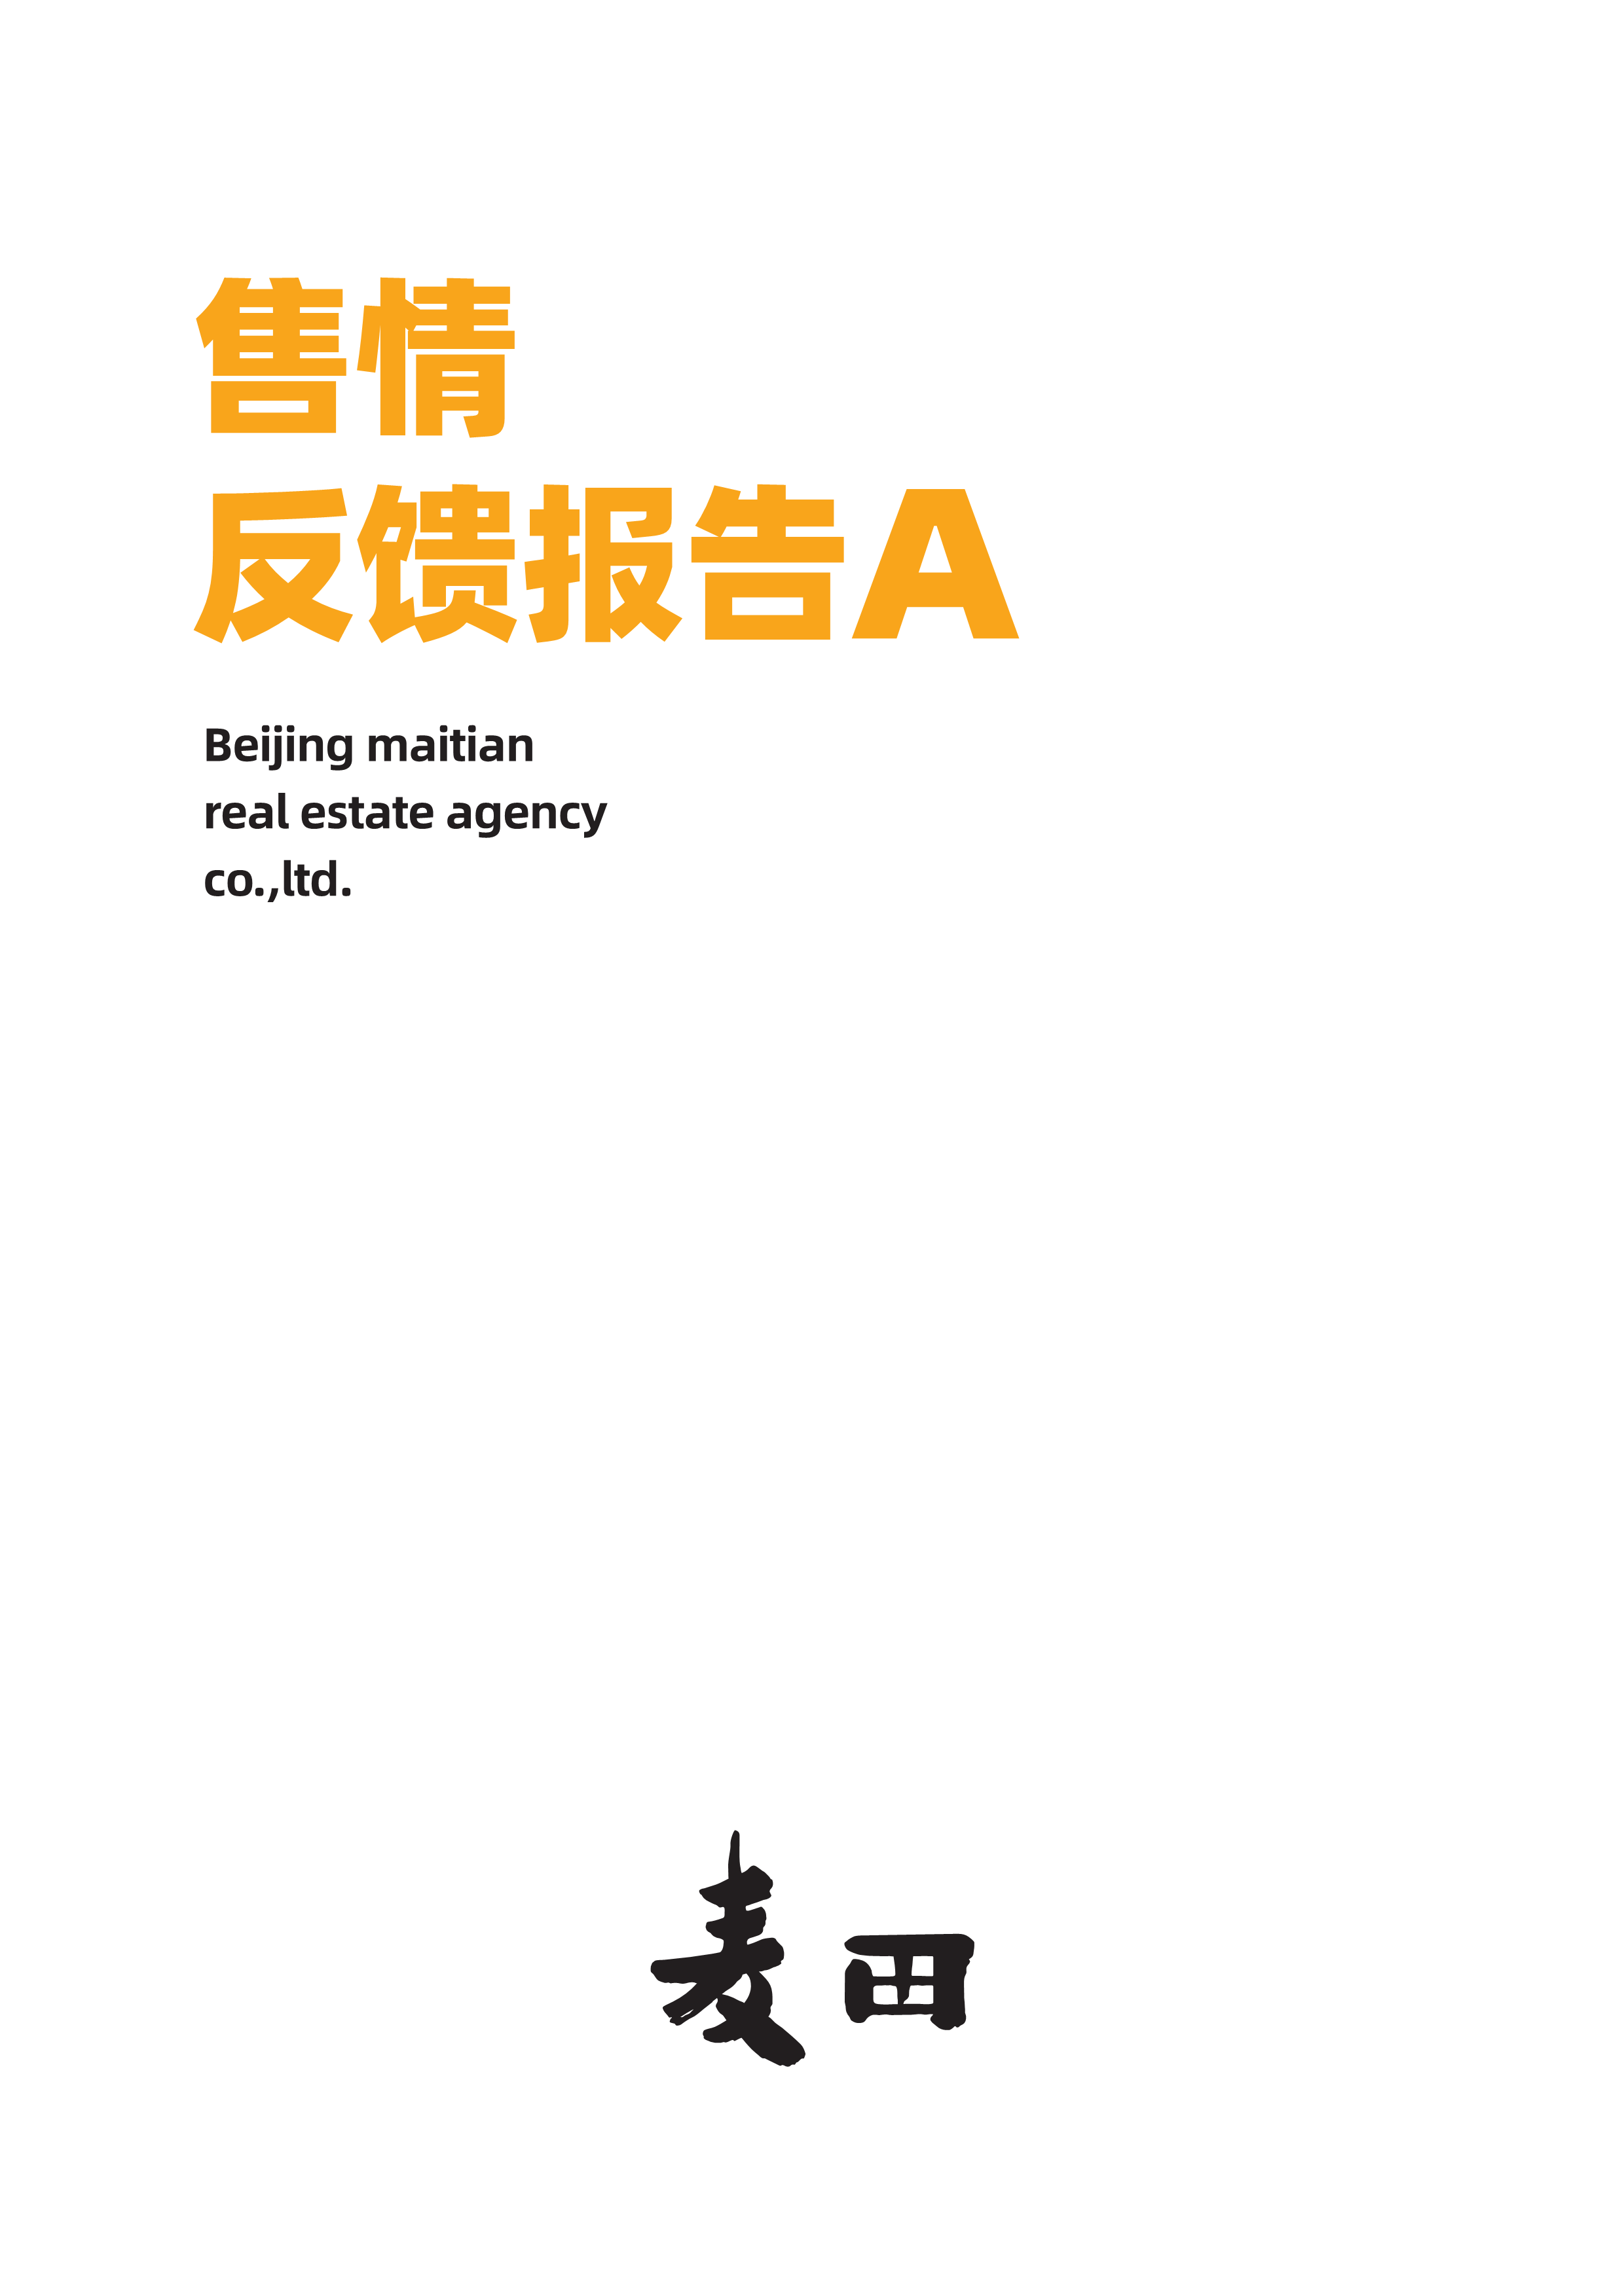 售情
反馈报告A
Beijing maitian
real estate agency
co.,ltd.
麦田